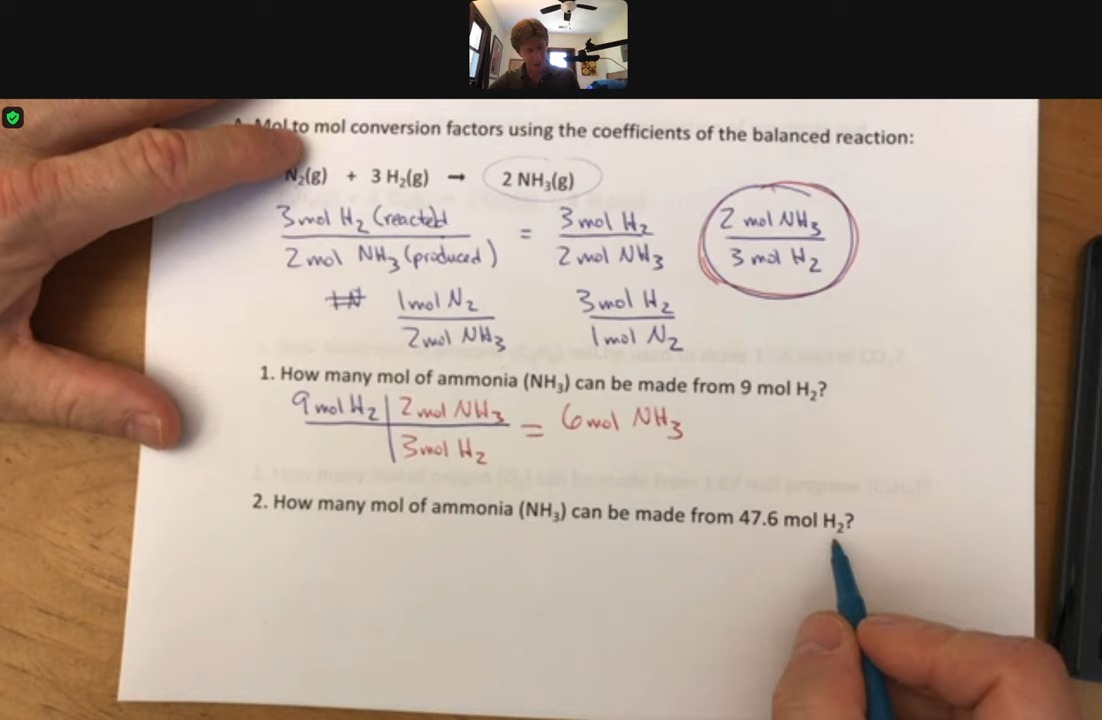 A. Mol to mol conversion factors using the coefficients of the balanced reaction:
N₂(g) + 3 H₂(g) → 2 NH₃(g)
3 mol H₂ (reacted) / 2 mol NH₃ (produced) = 3 mol H₂ / 2 mol NH₃   2 mol NH₃ / 3 mol H₂
1 mol N₂ / 2 mol NH₃   3 mol H₂ / 1 mol N₂
1. How many mol of ammonia (NH₃) can be made from 9 mol H₂?
9 mol H₂ | 2 mol NH₃ / 3 mol H₂ = 6 mol NH₃
2. How many mol of ammonia (NH₃) can be made from 47.6 mol H₂?